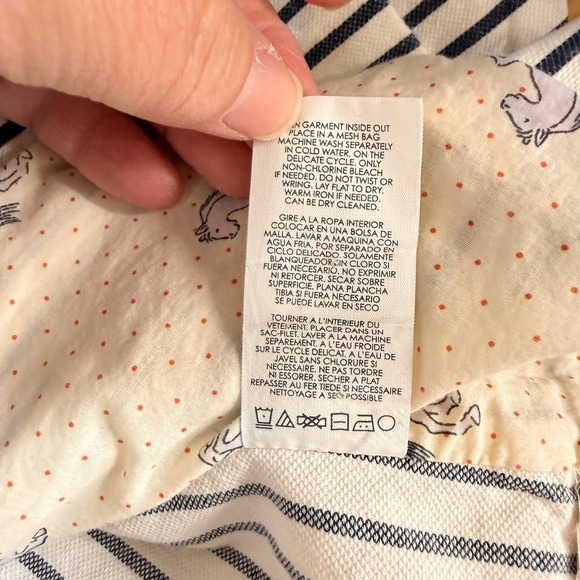 GARMENT INSIDE OUT
PLACE IN A MESH BAG
MACHINE WASH SEPARATELY
IN COLD WATER, ON THE
DELICATE CYCLE. ONLY
NON-CHLORINE BLEACH
IF NEEDED. DO NOT TWIST OR
WRING. LAY FLAT TO DRY.
WARM IRON IF NEEDED.
CAN BE DRY CLEANED.
GIRE A LA ROPA INTERIOR
COLOCAR EN UNA BOLSA DE
MALLA. LAVAR A MAQUINA CON
AGUA FRIA, POR SEPARADO EN
CICLO DELICADO. SOLAMENTE
BLANQUEADOR SIN CLORO SI
FUERA NECESARIO. NO EXPRIMIR
NI RETORCER. SECAR SOBRE
SUPERFICIE. PLANA PLANCHA
TIBIA SI FUERA NECESARIO
SE PUEDE LAVAR EN SECO
TOURNER A L'INTERIEUR DU
VETEMENT, PLACER DANS UN
SAC-FILET. LAVER A LA MACHINE
SEPAREMENT. A L'EAU FROIDE
SUR LE CYCLE DELICAT, A L'EAU DE
JAVEL SANS CHLORURE SI
NECESSAIRE. NE PAS TORDRE
NI ESSORER. SECHER A PLAT
REPASSER AU FER TIEDE SI NECESSAIRE
NETTOYAGE A SEC POSSIBLE